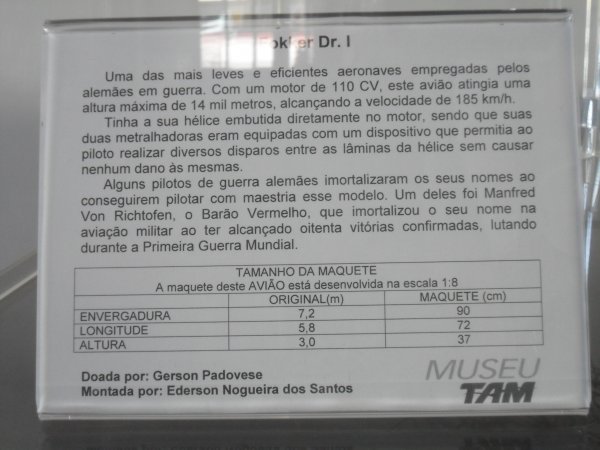 Fokker Dr. I
Uma das mais leves e eficientes aeronaves empregadas pelos
alemães em guerra. Com um motor de 110 CV, este avião atingia uma
altura máxima de 14 mil metros, alcançando a velocidade de 185 km/h.
Tinha a sua hélice embutida diretamente no motor, sendo que suas
duas metralhadoras eram equipadas com um dispositivo que permitia ao
piloto realizar diversos disparos entre as lâminas da hélice sem causar
nenhum dano às mesmas.
Alguns pilotos de guerra alemães imortalizaram os seus nomes ao
conseguirem pilotar com maestria esse modelo. Um deles foi Manfred
Von Richtofen, o Barão Vermelho, que imortalizou o seu nome na
aviação militar ao ter alcançado oitenta vitórias confirmadas, lutando
durante a Primeira Guerra Mundial.
TAMANHO DA MAQUETE
A maquete deste AVIÃO está desenvolvida na escala 1:8
ORIGINAL(m) MAQUETE (cm)
ENVERGADURA 7,2 90
LONGITUDE 5,8 72
ALTURA 3,0 37
Doada por: Gerson Padovese
Montada por: Ederson Nogueira dos Santos
MUSEU
TAM